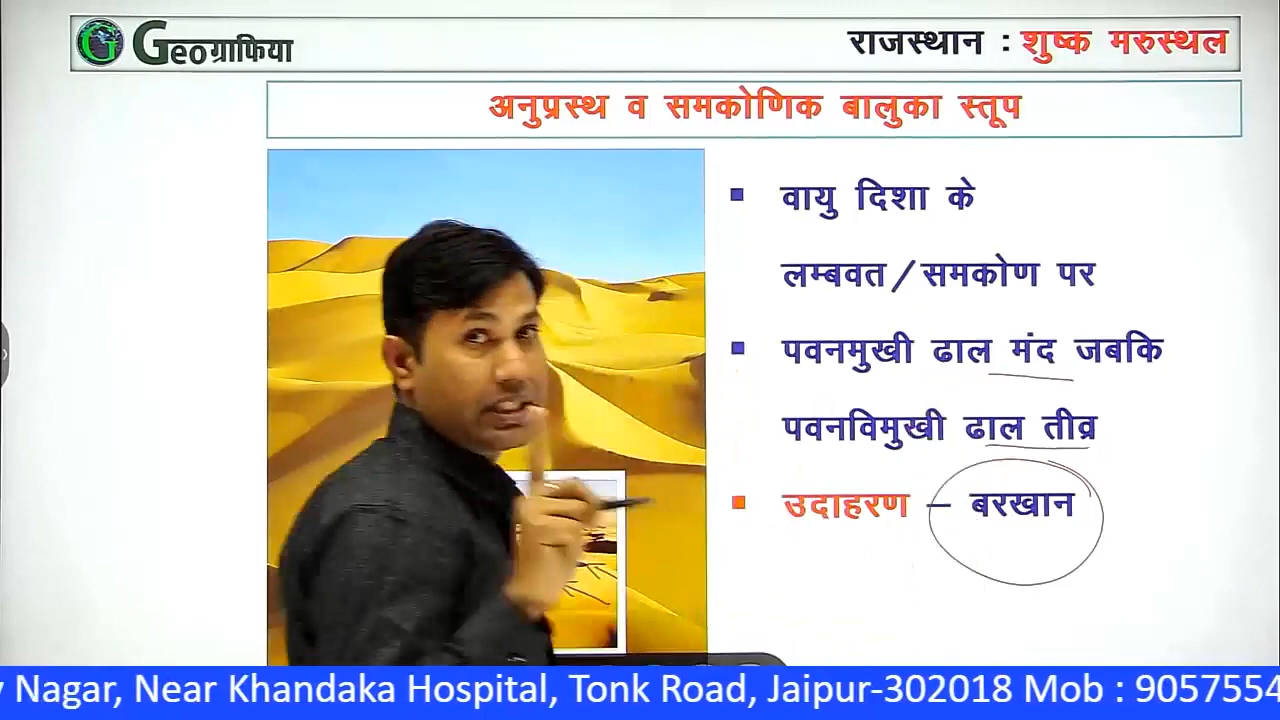 Geoग्राफिया
राजस्थान : शुष्क मरुस्थल
अनुप्रस्थ व समकोणिक बालुका स्तूप
▪ वायु दिशा के
लम्बवत/समकोण पर
▪ पवनमुखी ढाल मंद जबकि
पवनविमुखी ढाल तीव्र
▪ उदाहरण – बरखान
Nagar, Near Khandaka Hospital, Tonk Road, Jaipur-302018 Mob : 9057554